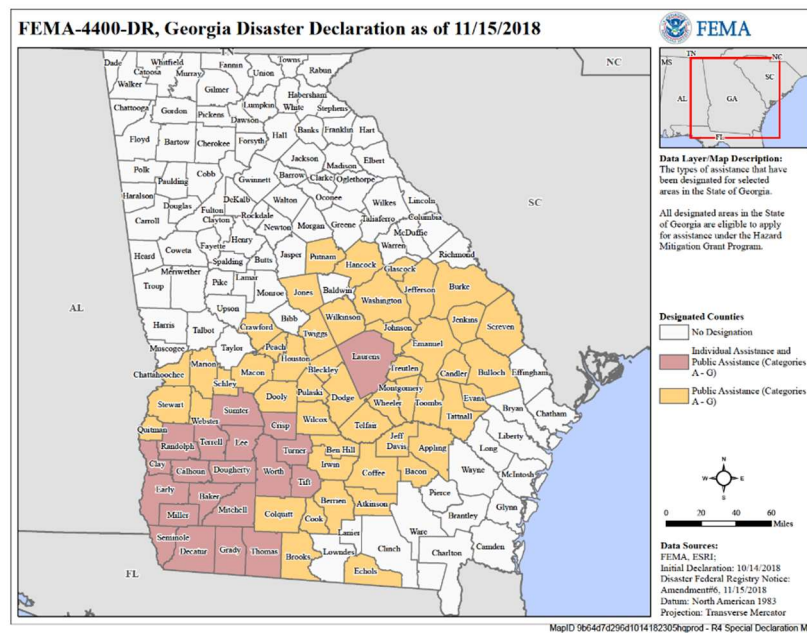 FEMA-4400-DR, Georgia Disaster Declaration as of 11/15/2018
FEMA
TN
NC
Dade
Whitfield
Catoosa
Murray
Fannin
Towns
Union
Rabun
Walker
Gilmer
Habersham
White
Stephens
Lumpkin
Chattooga
Gordon
Pickens
Dawson
Hall
Banks
Franklin
Hart
Floyd
Bartow
Cherokee
Forsyth
Jackson
Madison
Elbert
Polk
Paulding
Cobb
Gwinnett
Barrow
Clarke
Oglethorpe
Haralson
Douglas
Fulton
DeKalb
Walton
Oconee
Wilkes
Lincoln
SC
Carroll
Clayton
Rockdale
Newton
Morgan
Greene
Taliaferro
Columbia
McDuffie
Heard
Coweta
Fayette
Henry
Spalding
Butts
Jasper
Putnam
Hancock
Warren
Glascock
Richmond
Troup
Meriwether
Pike
Lamar
Monroe
Jones
Baldwin
Washington
Jefferson
Burke
AL
Upson
Bibb
Wilkinson
Harris
Talbot
Crawford
Twiggs
Johnson
Jenkins
Screven
Muscogee
Taylor
Peach
Houston
Bleckley
Laurens
Emanuel
Treutlen
Candler
Bulloch
Effingham
Chattahoochee
Marion
Macon
Schley
Dooly
Pulaski
Dodge
Montgomery
Wheeler
Toombs
Evans
Tattnall
Bryan
Chatham
Stewart
Webster
Sumter
Crisp
Wilcox
Telfair
Liberty
Quitman
Randolph
Terrell
Lee
Turner
Ben Hill
Jeff
Davis
Appling
Long
Clay
Calhoun
Dougherty
Worth
Tift
Irwin
Coffee
Bacon
Wayne
McIntosh
Early
Baker
Mitchell
Berrien
Atkinson
Pierce
Glynn
Miller
Colquitt
Cook
Lanier
Ware
Brantley
Seminole
Decatur
Grady
Thomas
Brooks
Lowndes
Clinch
Echols
Charlton
Camden
FL
MS
TN
NC
SC
AL
GA
FL
Data Layer/Map Description:
The types of assistance that have
been designated for selected
areas in the State of Georgia.
All designated areas in the State
of Georgia are eligible to apply
for assistance under the Hazard
Mitigation Grant Program.
Designated Counties
No Designation
Individual Assistance and
Public Assistance (Categories
A - G)
Public Assistance (Categories
A - G)
N
W
E
S
0 20 40 60
Miles
Data Sources:
FEMA, ESRI;
Initial Declaration: 10/14/2018
Disaster Federal Registry Notice:
Amendment#6, 11/15/2018
Datum: North American 1983
Projection: Transverse Mercator
MapID 9b64d7d296d1014182305hqprod - R4 Special Declaration M